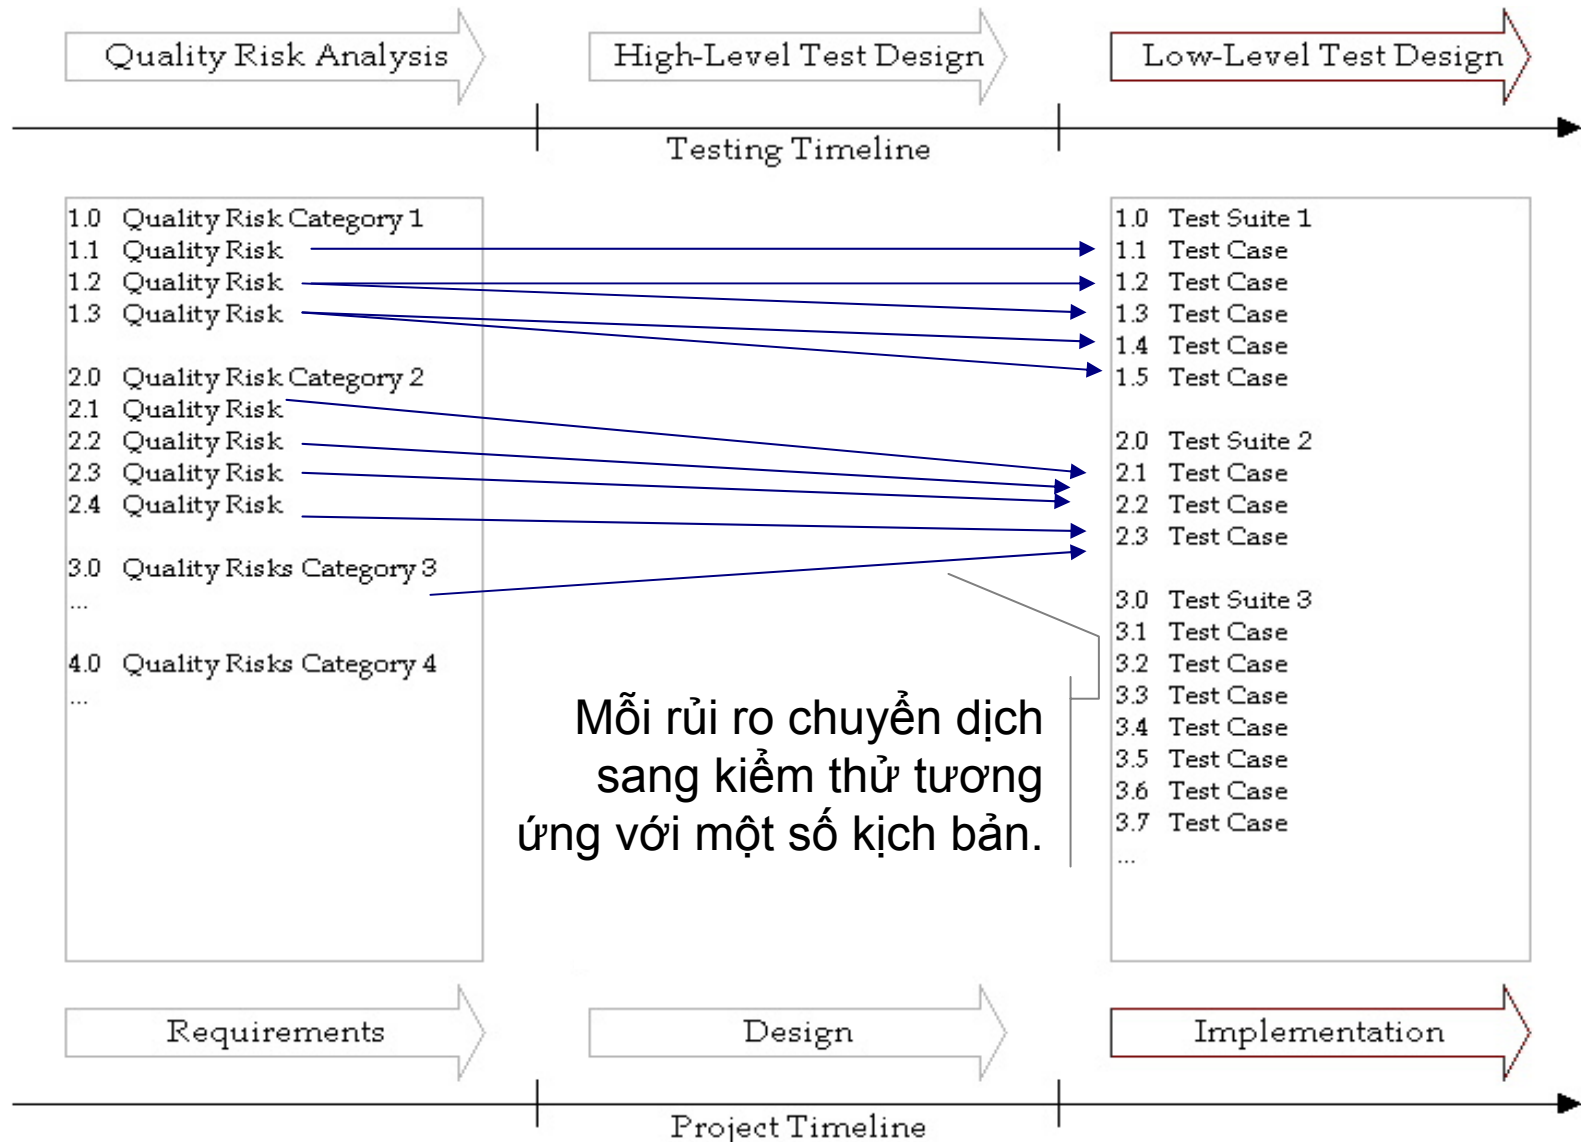 Quality Risk Analysis
High-Level Test Design
Low-Level Test Design
Testing Timeline
1.0 Quality Risk Category 1
1.1 Quality Risk
1.2 Quality Risk
1.3 Quality Risk
2.0 Quality Risk Category 2
2.1 Quality Risk
2.2 Quality Risk
2.3 Quality Risk
2.4 Quality Risk
3.0 Quality Risks Category 3
...
4.0 Quality Risks Category 4
...
Mỗi rủi ro chuyển dịch
sang kiểm thử tương
ứng với một số kịch bản.
1.0 Test Suite 1
1.1 Test Case
1.2 Test Case
1.3 Test Case
1.4 Test Case
1.5 Test Case
2.0 Test Suite 2
2.1 Test Case
2.2 Test Case
2.3 Test Case
3.0 Test Suite 3
3.1 Test Case
3.2 Test Case
3.3 Test Case
3.4 Test Case
3.5 Test Case
3.6 Test Case
3.7 Test Case
...
Requirements
Design
Implementation
Project Timeline